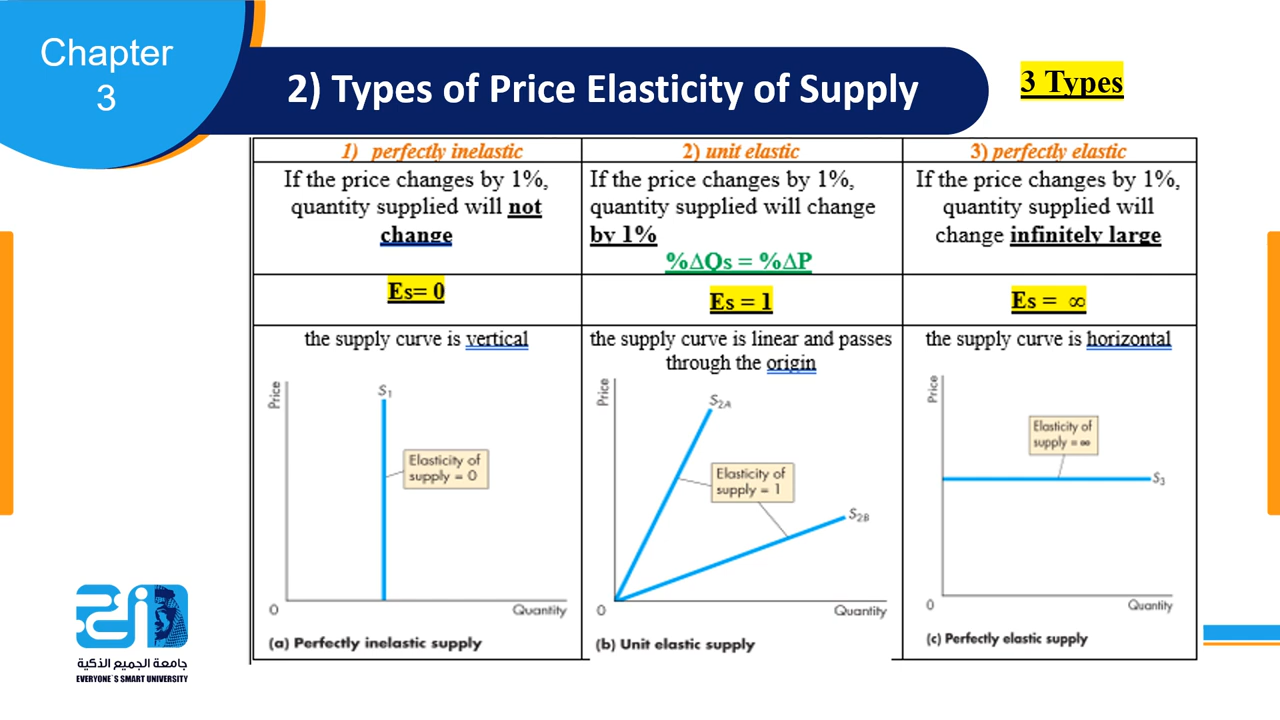 Chapter
3
2) Types of Price Elasticity of Supply
3 Types
1) perfectly inelastic
If the price changes by 1%,
quantity supplied will not
change
Es= 0
the supply curve is vertical
Price
S1
Elasticity of
supply = 0
0
Quantity
(a) Perfectly inelastic supply
2) unit elastic
If the price changes by 1%,
quantity supplied will change
by 1%
%ΔQs = %ΔP
Es = 1
the supply curve is linear and passes
through the origin
Price
S2A
Elasticity of
supply = 1
S2B
0
Quantity
(b) Unit elastic supply
3) perfectly elastic
If the price changes by 1%,
quantity supplied will
change infinitely large
Es = ∞
the supply curve is horizontal
Price
Elasticity of
supply = ∞
S3
0
Quantity
(c) Perfectly elastic supply
جامعة الجميع الذكية
EVERYONE`S SMART UNIVERSITY